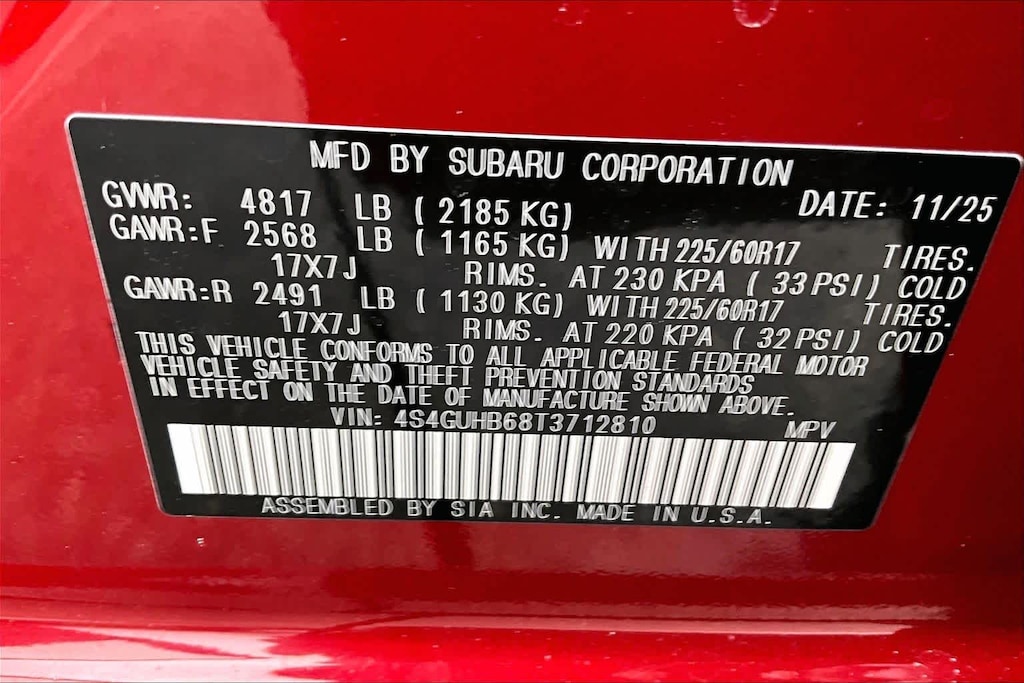 MFD BY SUBARU CORPORATION
GVWR: 4817 LB ( 2185 KG) DATE: 11/25
GAWR:F 2568 LB ( 1165 KG) WITH 225/60R17 TIRES.
17X7J RIMS. AT 230 KPA ( 33 PSI) COLD
GAWR:R 2491 LB ( 1130 KG) WITH 225/60R17 TIRES.
17X7J RIMS. AT 220 KPA ( 32 PSI) COLD
THIS VEHICLE CONFORMS TO ALL APPLICABLE FEDERAL MOTOR
VEHICLE SAFETY AND THEFT PREVENTION STANDARDS
IN EFFECT ON THE DATE OF MANUFACTURE SHOWN ABOVE.
VIN: 4S4GUHB68T3712810 MPV
ASSEMBLED BY SIA INC. MADE IN U.S.A.